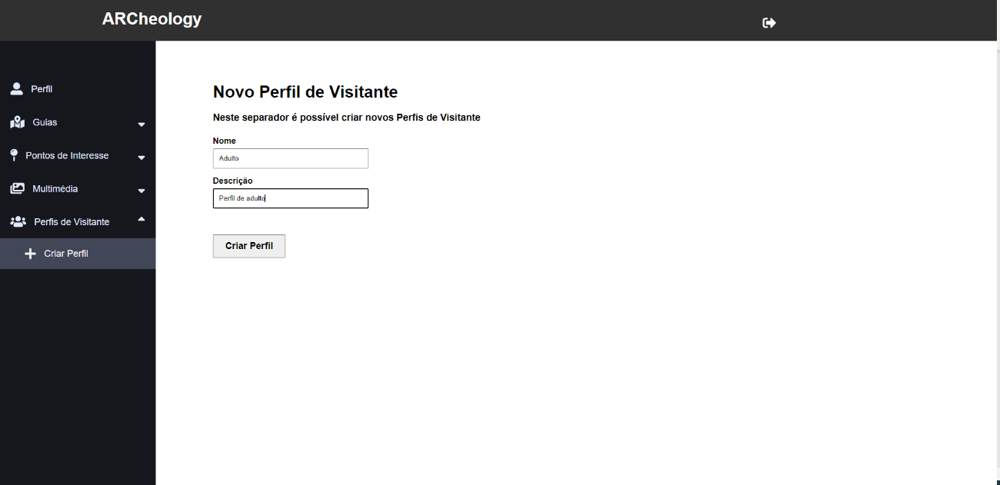 ARCheology
Perfil
Guias
Pontos de Interesse
Multimédia
Perfis de Visitante
Criar Perfil
Novo Perfil de Visitante
Neste separador é possível criar novos Perfis de Visitante
Nome
Adulto
Descrição
Perfil de adulto
Criar Perfil